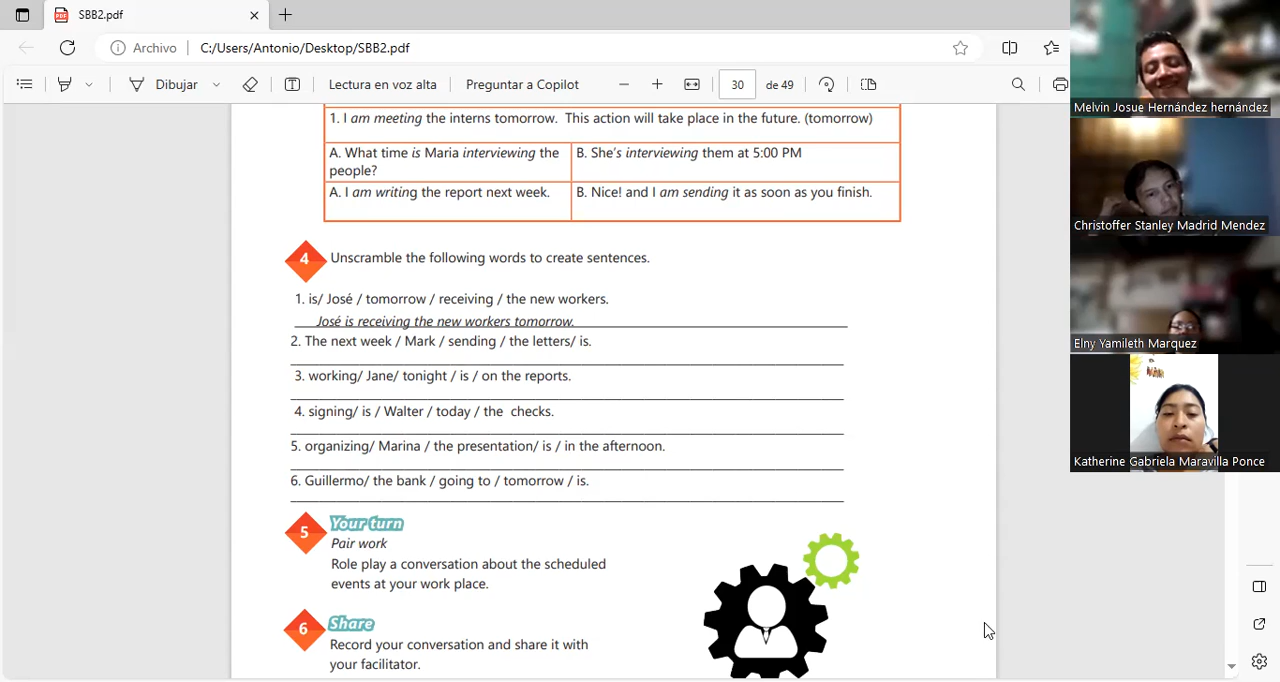 SBB2.pdf
Archivo
C:/Users/Antonio/Desktop/SBB2.pdf
Dibujar
Lectura en voz alta
Preguntar a Copilot
30
de 49
1. I am meeting the interns tomorrow. This action will take place in the future. (tomorrow)
A. What time is Maria interviewing the
people?
B. She's interviewing them at 5:00 PM
A. I am writing the report next week.
B. Nice! and I am sending it as soon as you finish.
4
Unscramble the following words to create sentences.
1. is/ José / tomorrow / receiving / the new workers.
José is receiving the new workers tomorrow.
2. The next week / Mark / sending / the letters/ is.
3. working/ Jane/ tonight / is / on the reports.
4. signing/ is / Walter / today / the checks.
5. organizing/ Marina / the presentation/ is / in the afternoon.
6. Guillermo/ the bank / going to / tomorrow / is.
5
Your turn
Pair work
Role play a conversation about the scheduled
events at your work place.
6
Share
Record your conversation and share it with
your facilitator.
Melvin Josue Hernández hernández
Christoffer Stanley Madrid Mendez
Elny Yamileth Marquez
Katherine Gabriela Maravilla Ponce